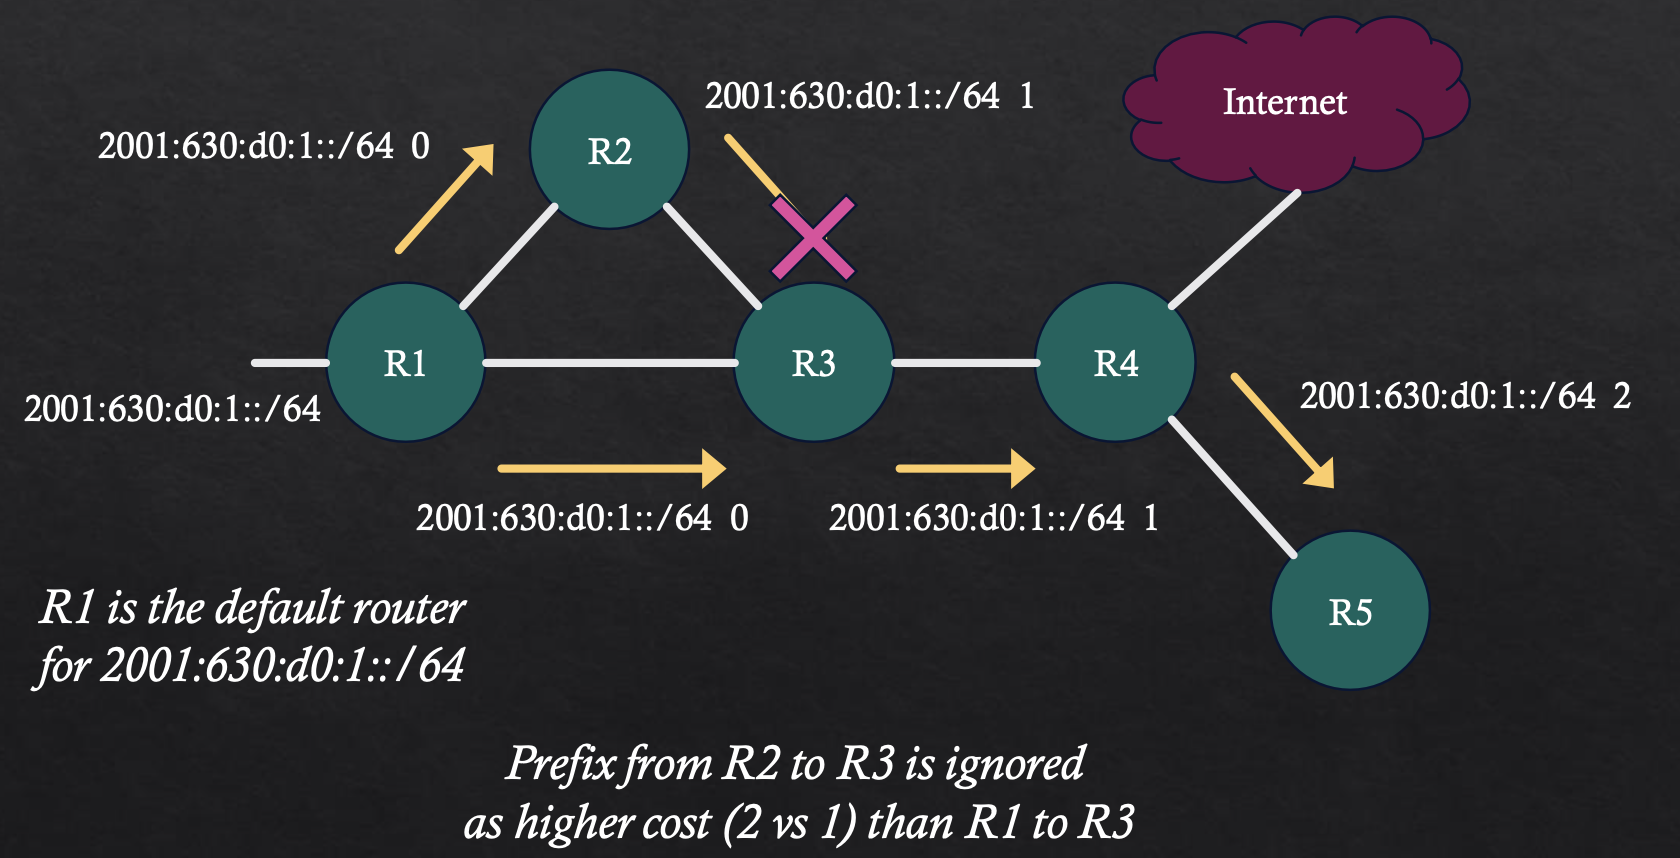 2001:630:d0:1::/64 1
Internet
2001:630:d0:1::/64 0
R2
R1
R3
R4
2001:630:d0:1::/64
2001:630:d0:1::/64 2
2001:630:d0:1::/64 0
2001:630:d0:1::/64 1
R5
R1 is the default router
for 2001:630:d0:1::/64
Prefix from R2 to R3 is ignored
as higher cost (2 vs 1) than R1 to R3